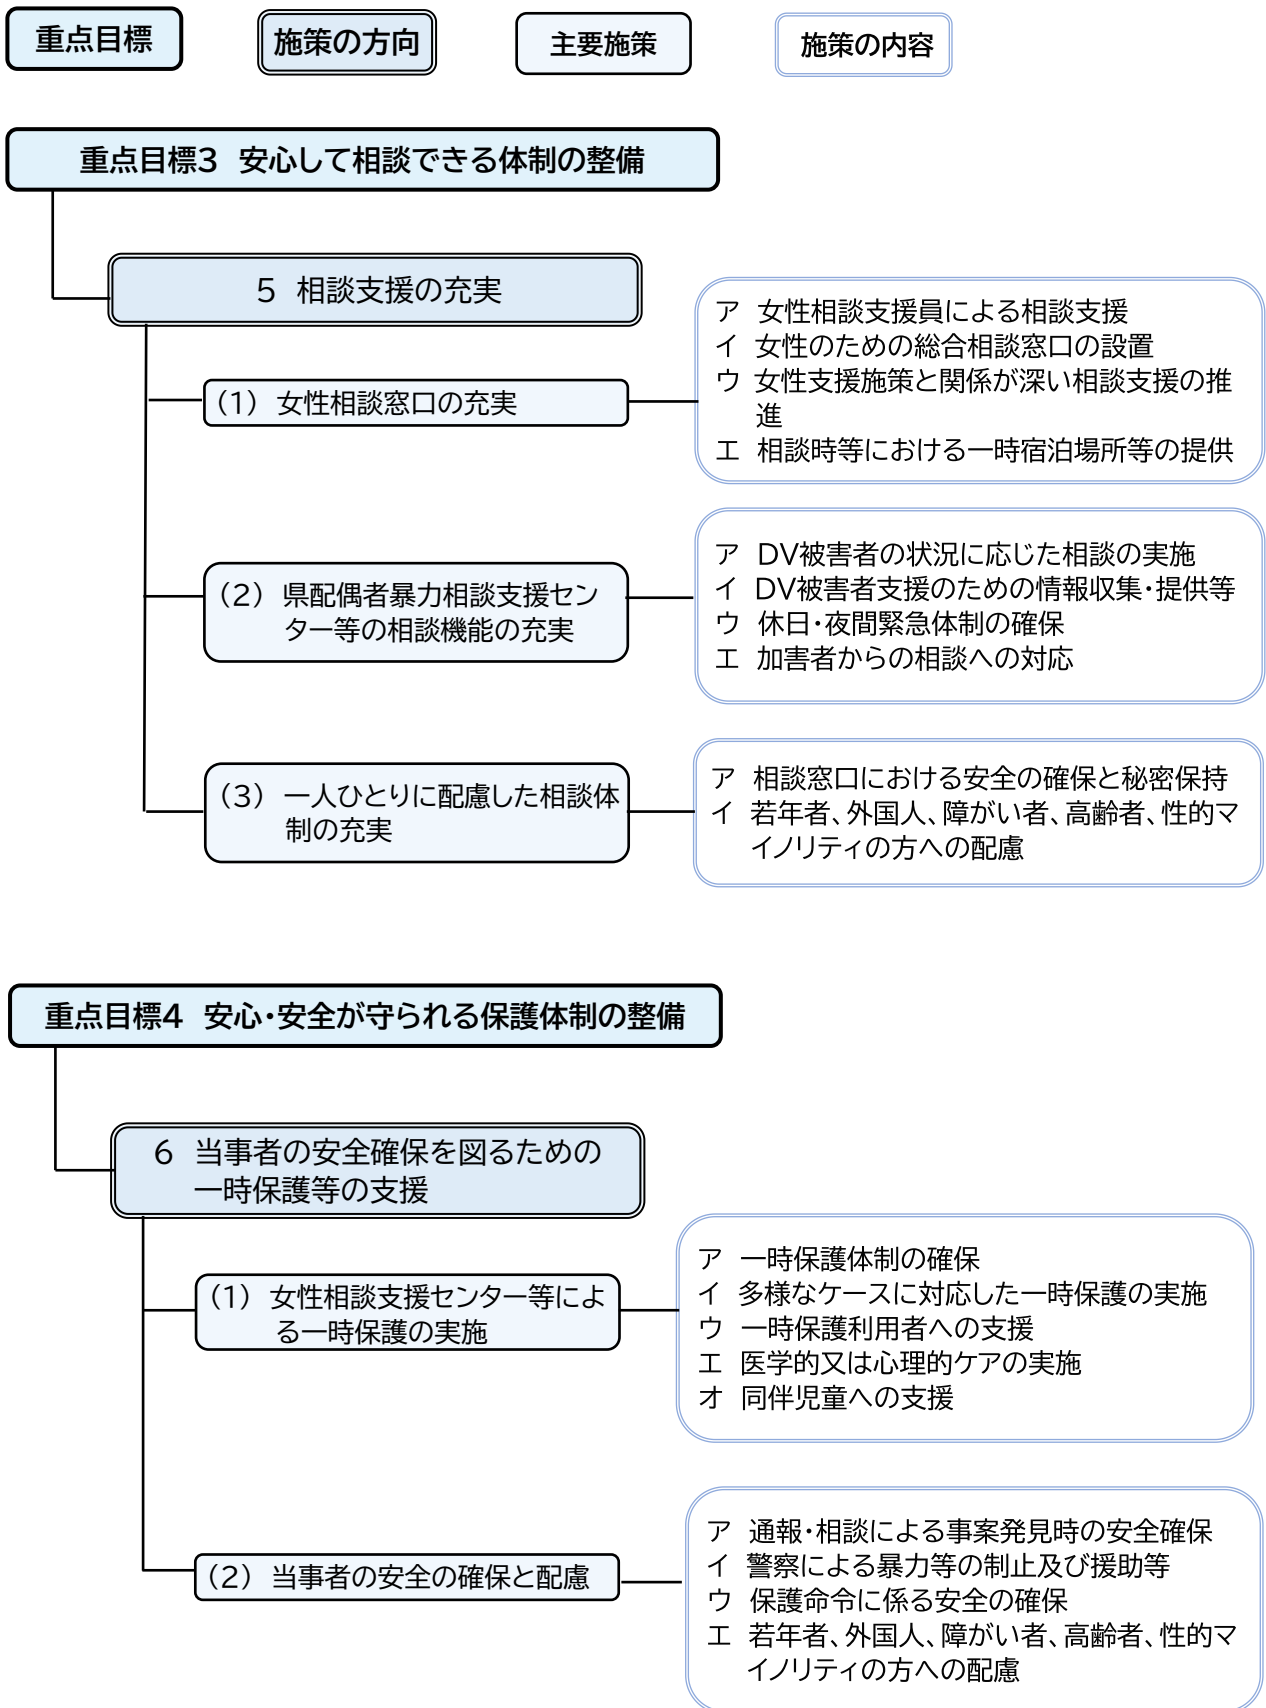 重点目標
施策の方向
主要施策
施策の内容
重点目標3 安心して相談できる体制の整備
5 相談支援の充実
(1) 女性相談窓口の充実
ア 女性相談支援員による相談支援
イ 女性のための総合相談窓口の設置
ウ 女性支援施策と関係が深い相談支援の推
進
エ 相談時等における一時宿泊場所等の提供
(2) 県配偶者暴力相談支援セン
ター等の相談機能の充実
ア DV被害者の状況に応じた相談の実施
イ DV被害者支援のための情報収集・提供等
ウ 休日・夜間緊急体制の確保
エ 加害者からの相談への対応
(3) 一人ひとりに配慮した相談体
制の充実
ア 相談窓口における安全の確保と秘密保持
イ 若年者、外国人、障がい者、高齢者、性的マ
イノリティの方への配慮
重点目標4 安心・安全が守られる保護体制の整備
6 当事者の安全確保を図るための
一時保護等の支援
(1) 女性相談支援センター等によ
る一時保護の実施
ア 一時保護体制の確保
イ 多様なケースに対応した一時保護の実施
ウ 一時保護利用者への支援
エ 医学的又は心理的ケアの実施
オ 同伴児童への支援
(2) 当事者の安全の確保と配慮
ア 通報・相談による事案発見時の安全確保
イ 警察による暴力等の制止及び援助等
ウ 保護命令に係る安全の確保
エ 若年者、外国人、障がい者、高齢者、性的マ
イノリティの方への配慮